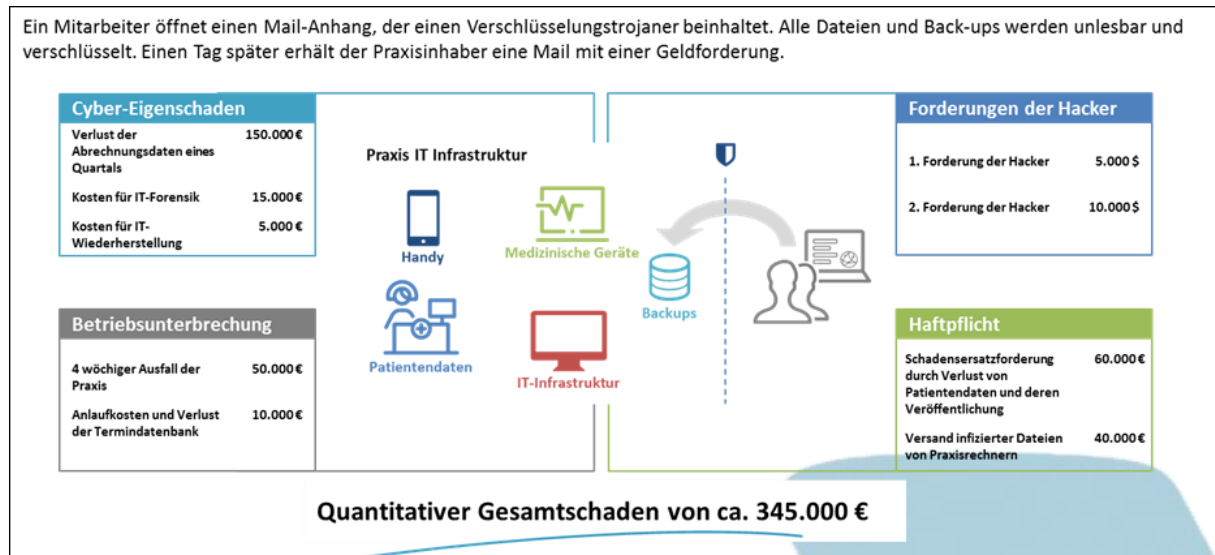 Ein Mitarbeiter öffnet einen Mail-Anhang, der einen Verschlüsselungstrojaner beinhaltet. Alle Dateien und Back-ups werden unlesbar und
verschlüsselt. Einen Tag später erhält der Praxisinhaber eine Mail mit einer Geldforderung.
Cyber-Eigenschaden
Verlust der 150.000 €
Abrechnungsdaten eines
Quartals
Kosten für IT-Forensik 15.000 €
Kosten für IT- 5.000 €
Wiederherstellung
Betriebsunterbrechung
4 wöchiger Ausfall der 50.000 €
Praxis
Anlaufkosten und Verlust 10.000 €
der Termindatenbank
Praxis IT Infrastruktur
Handy
Medizinische Geräte
Patientendaten
IT-Infrastruktur
Backups
Forderungen der Hacker
1. Forderung der Hacker 5.000 $
2. Forderung der Hacker 10.000 $
Haftpflicht
Schadensersatzforderung 60.000 €
durch Verlust von
Patientendaten und deren
Veröffentlichung
Versand infizierter Dateien 40.000 €
von Praxisrechnern
Quantitativer Gesamtschaden von ca. 345.000 €